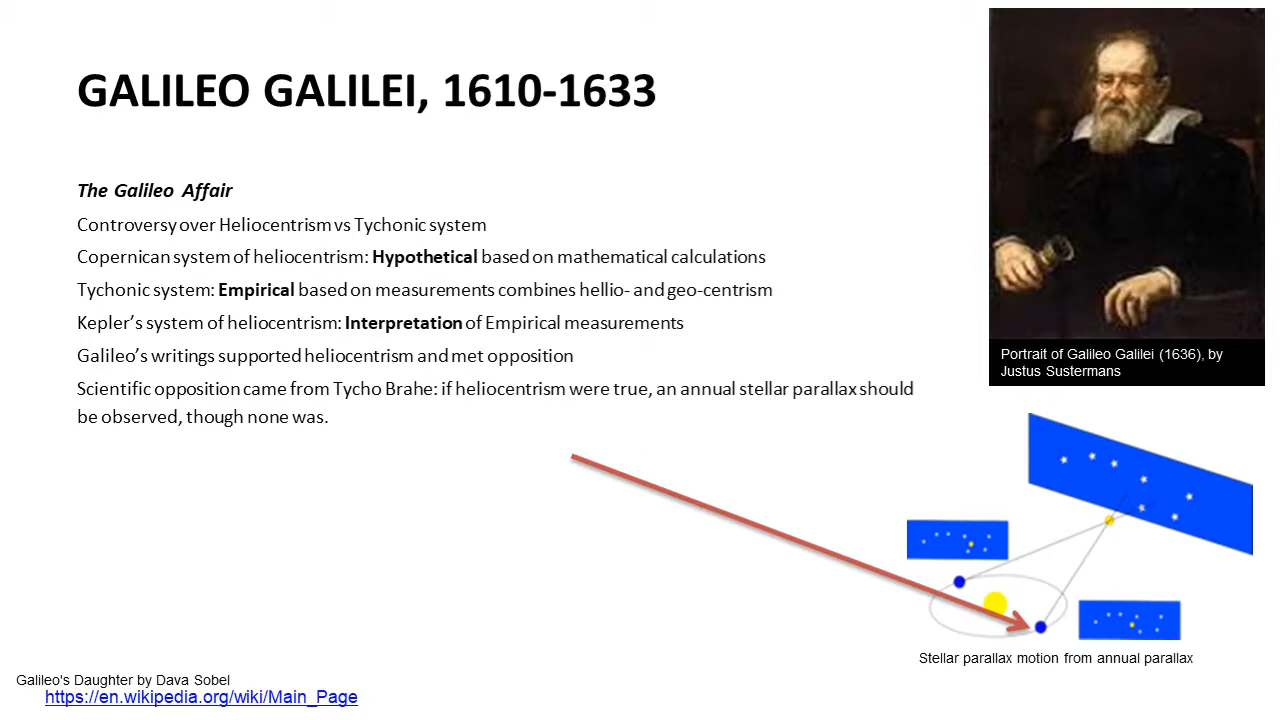 GALILEO GALILEI, 1610-1633
The Galileo Affair
Controversy over Heliocentrism vs Tychonic system
Copernican system of heliocentrism: Hypothetical based on mathematical calculations
Tychonic system: Empirical based on measurements combines hellio- and geo-centrism
Kepler’s system of heliocentrism: Interpretation of Empirical measurements
Galileo’s writings supported heliocentrism and met opposition
Scientific opposition came from Tycho Brahe: if heliocentrism were true, an annual stellar parallax should
be observed, though none was.
Portrait of Galileo Galilei (1636), by
Justus Sustermans
Stellar parallax motion from annual parallax
Galileo's Daughter by Dava Sobel
https://en.wikipedia.org/wiki/Main_Page